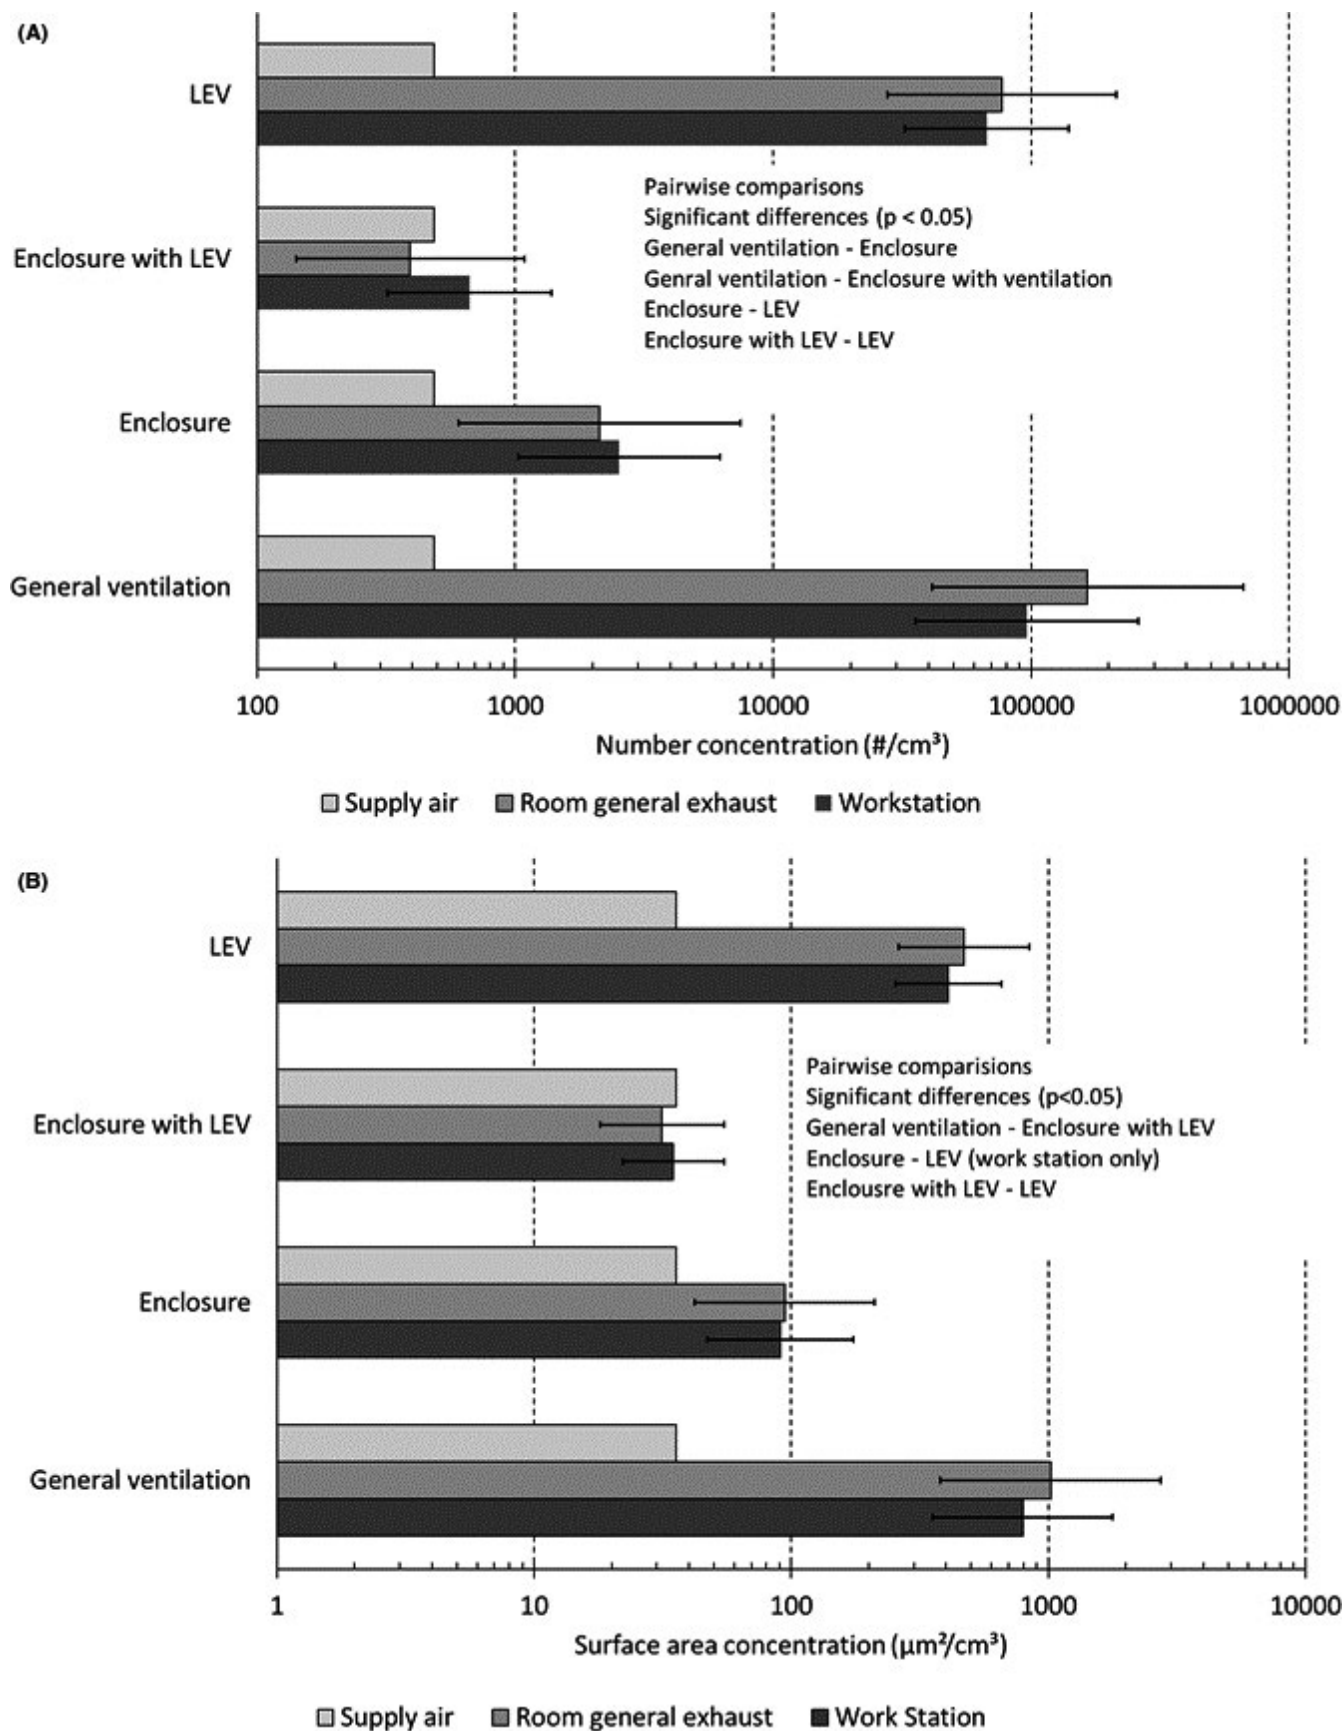 (A)
LEV
Pairwise comparisons
Significant differences (p < 0.05)
Enclosure with LEV
General ventilation - Enclosure
Genral ventilation - Enclosure with ventilation
Enclosure - LEV
Enclosure with LEV - LEV
Enclosure
General ventilation
100 1000 10000 100000 1000000
Number concentration (#/cm³)
Supply air Room general exhaust Workstation
(B)
LEV
Pairwise comparisions
Significant differences (p<0.05)
Enclosure with LEV
General ventilation - Enclosure with LEV
Enclosure - LEV (work station only)
Enclousre with LEV - LEV
Enclosure
General ventilation
1 10 100 1000 10000
Surface area concentration (µm²/cm³)
Supply air Room general exhaust Work Station